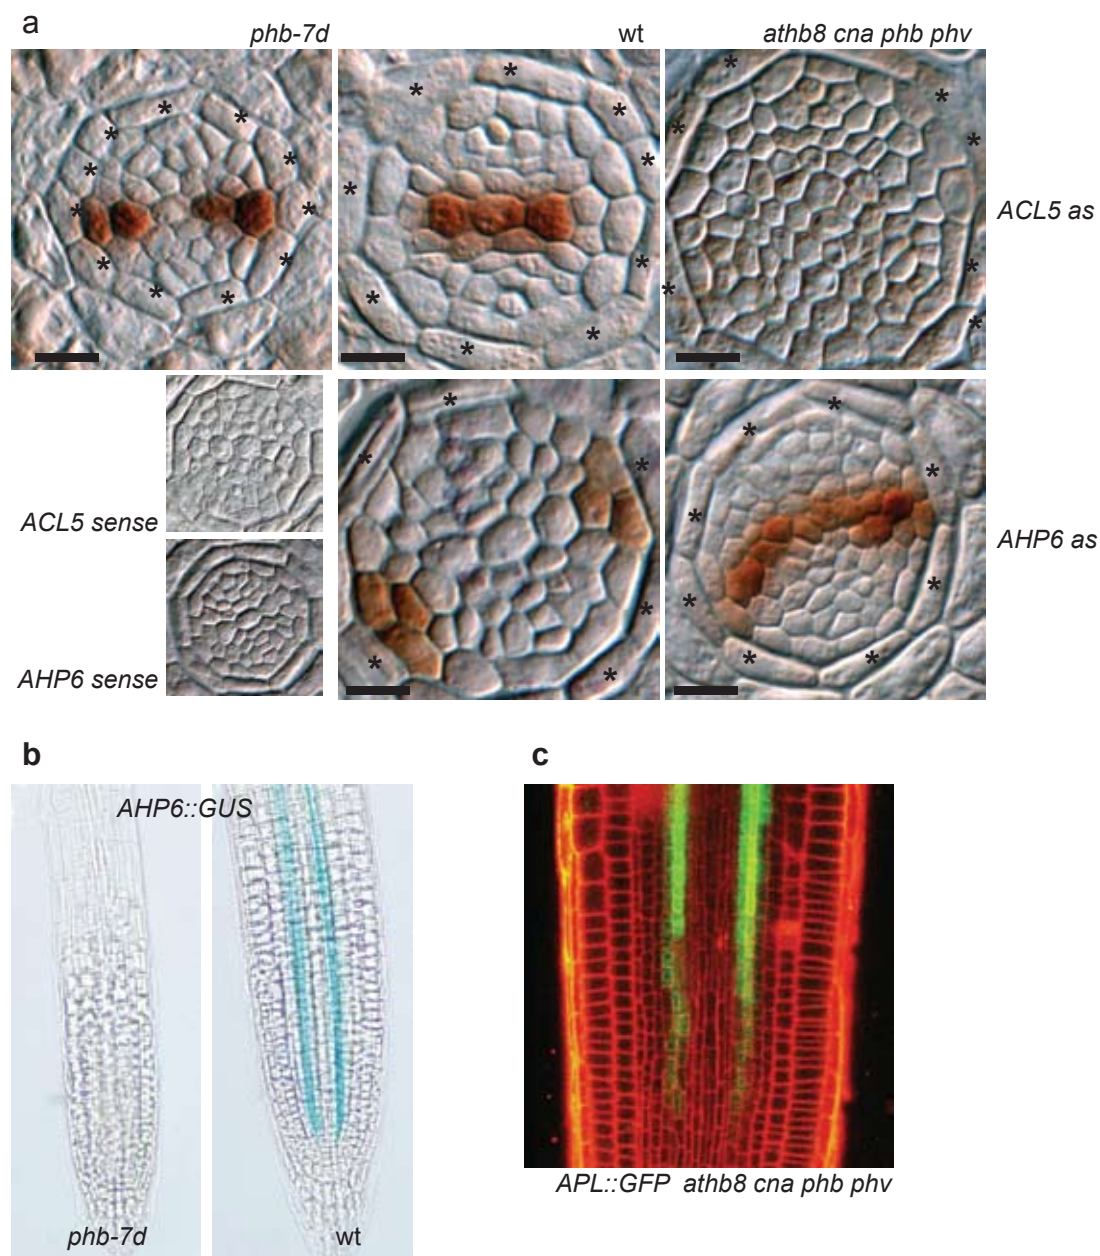 a
phb-7d wt athb8 cna phb phv
ACL5 as
ACL5 sense
AHP6 as
AHP6 sense
b c
AHP6::GUS
phb-7d wt
APL::GFP athb8 cna phb phv